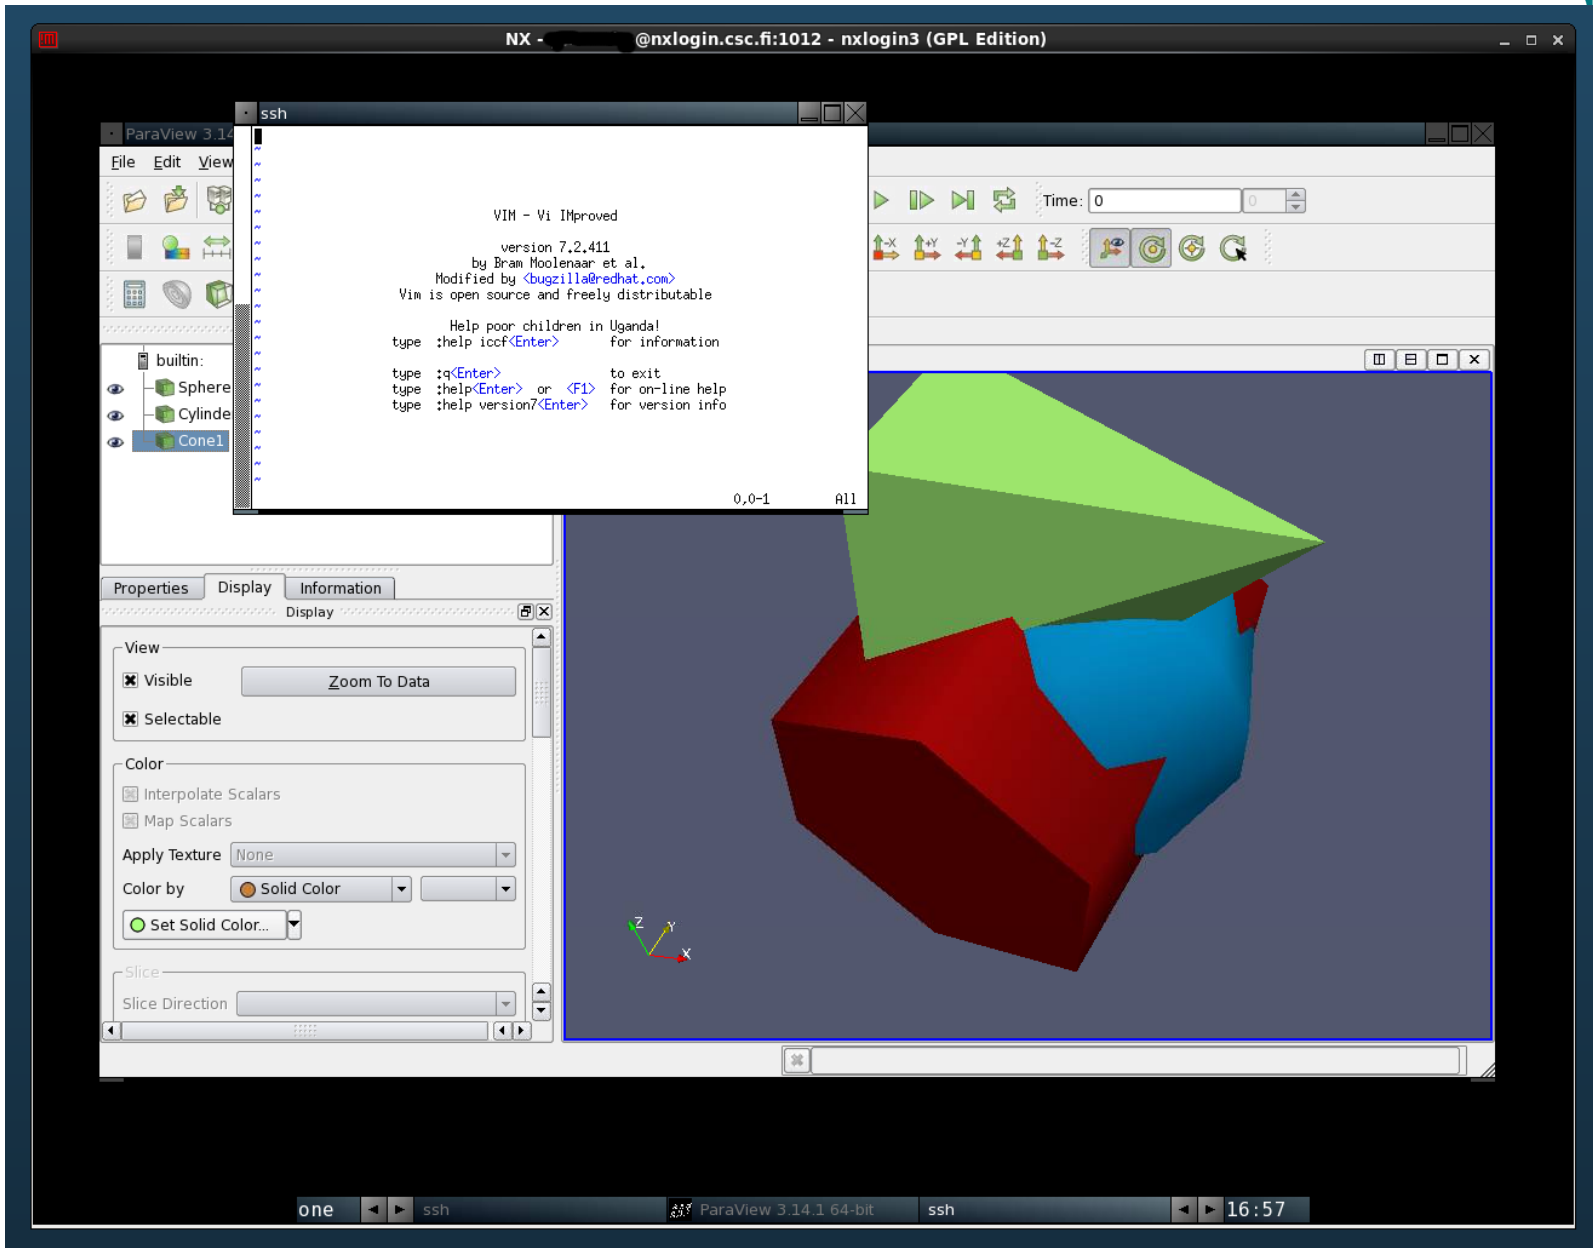 NX - @nxlogin.csc.fi:1012 - nxlogin3 (GPL Edition)
ssh
ParaView 3.14
File Edit View
Time: 0 0
-X +Y -Y +Z -Z
VIM - Vi IMproved
version 7.2.411
by Bram Moolenaar et al.
Modified by <bugzilla@redhat.com>
Vim is open source and freely distributable
Help poor children in Uganda!
type :help iccf<Enter> for information
type :q<Enter> to exit
type :help<Enter> or <F1> for on-line help
type :help version7<Enter> for version info
0,0-1 All
builtin:
Sphere
Cylinde
Cone1
Properties Display Information
Display
View
Visible Zoom To Data
Selectable
Color
Interpolate Scalars
Map Scalars
Apply Texture None
Color by Solid Color
Set Solid Color...
Slice
Slice Direction
Z Y X
one ssh ParaView 3.14.1 64-bit ssh 16:57